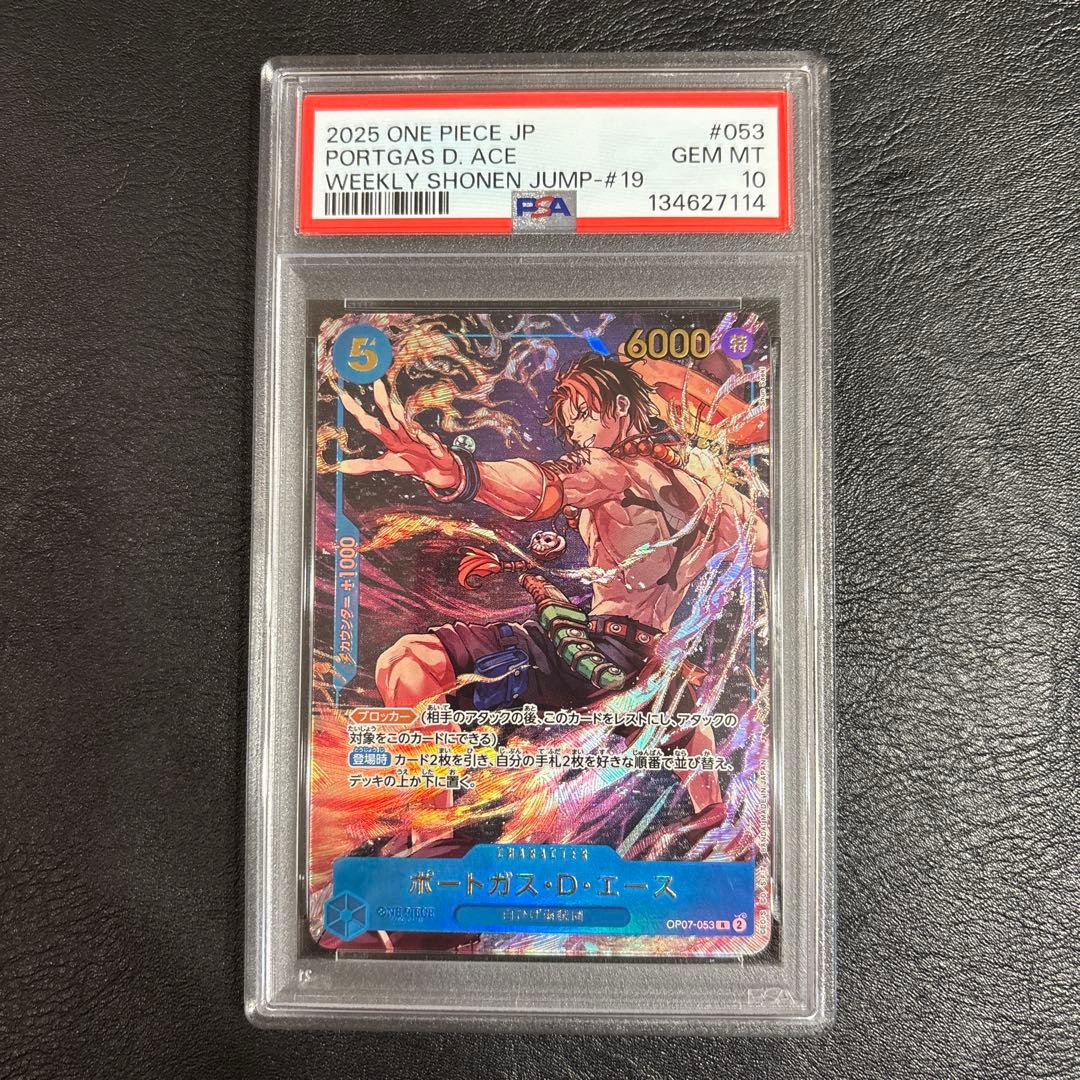 2025 ONE PIECE JP #053
PORTGAS D. ACE GEM MT
WEEKLY SHONEN JUMP-#19 10
PSA 134627114
5
6000 特
カウンター +1000
ブロッカー (相手のアタックの後、このカードをレストにし、アタックの
対象をこのカードにできる)
登場時 カード2枚を引き、自分の手札2枚を好きな順番で並び替え、
デッキの上か下に置く。
CHARACTER
ポートガス・D・エース
ONE PIECE
白ひげ海賊団
OP07-053 R 2
PSA